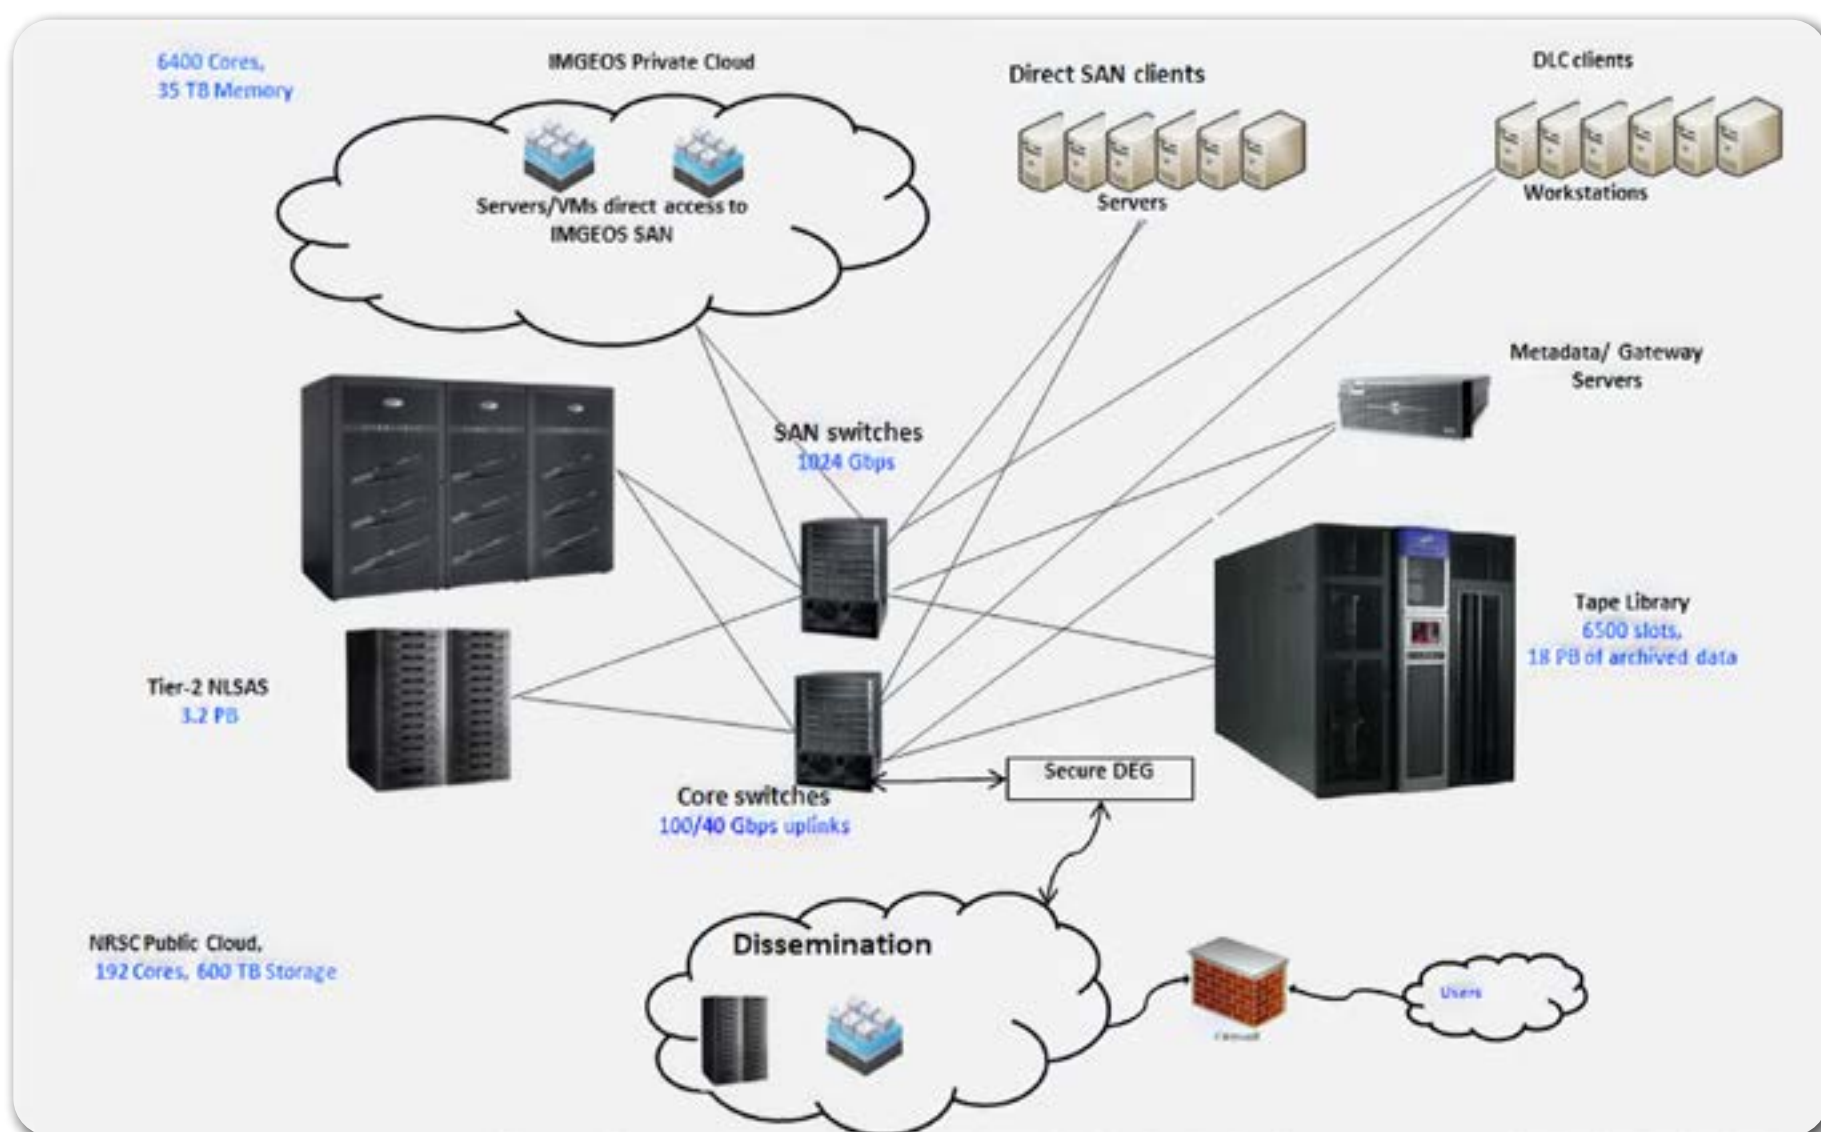 6400 Cores,
35 TB Memory
IMGEOS Private Cloud
Servers/VMs direct access to
IMGEOS SAN
Direct SAN clients
Servers
DLC clients
Workstations
Metadata/ Gateway
Servers
SAN switches
1024 Gbps
Tape Library
6500 slots,
18 PB of archived data
Tier-2 NLSAS
3.2 PB
Secure DEG
Core switches
100/40 Gbps uplinks
NRSC Public Cloud,
192 Cores, 600 TB Storage
Dissemination
Users
Firewall